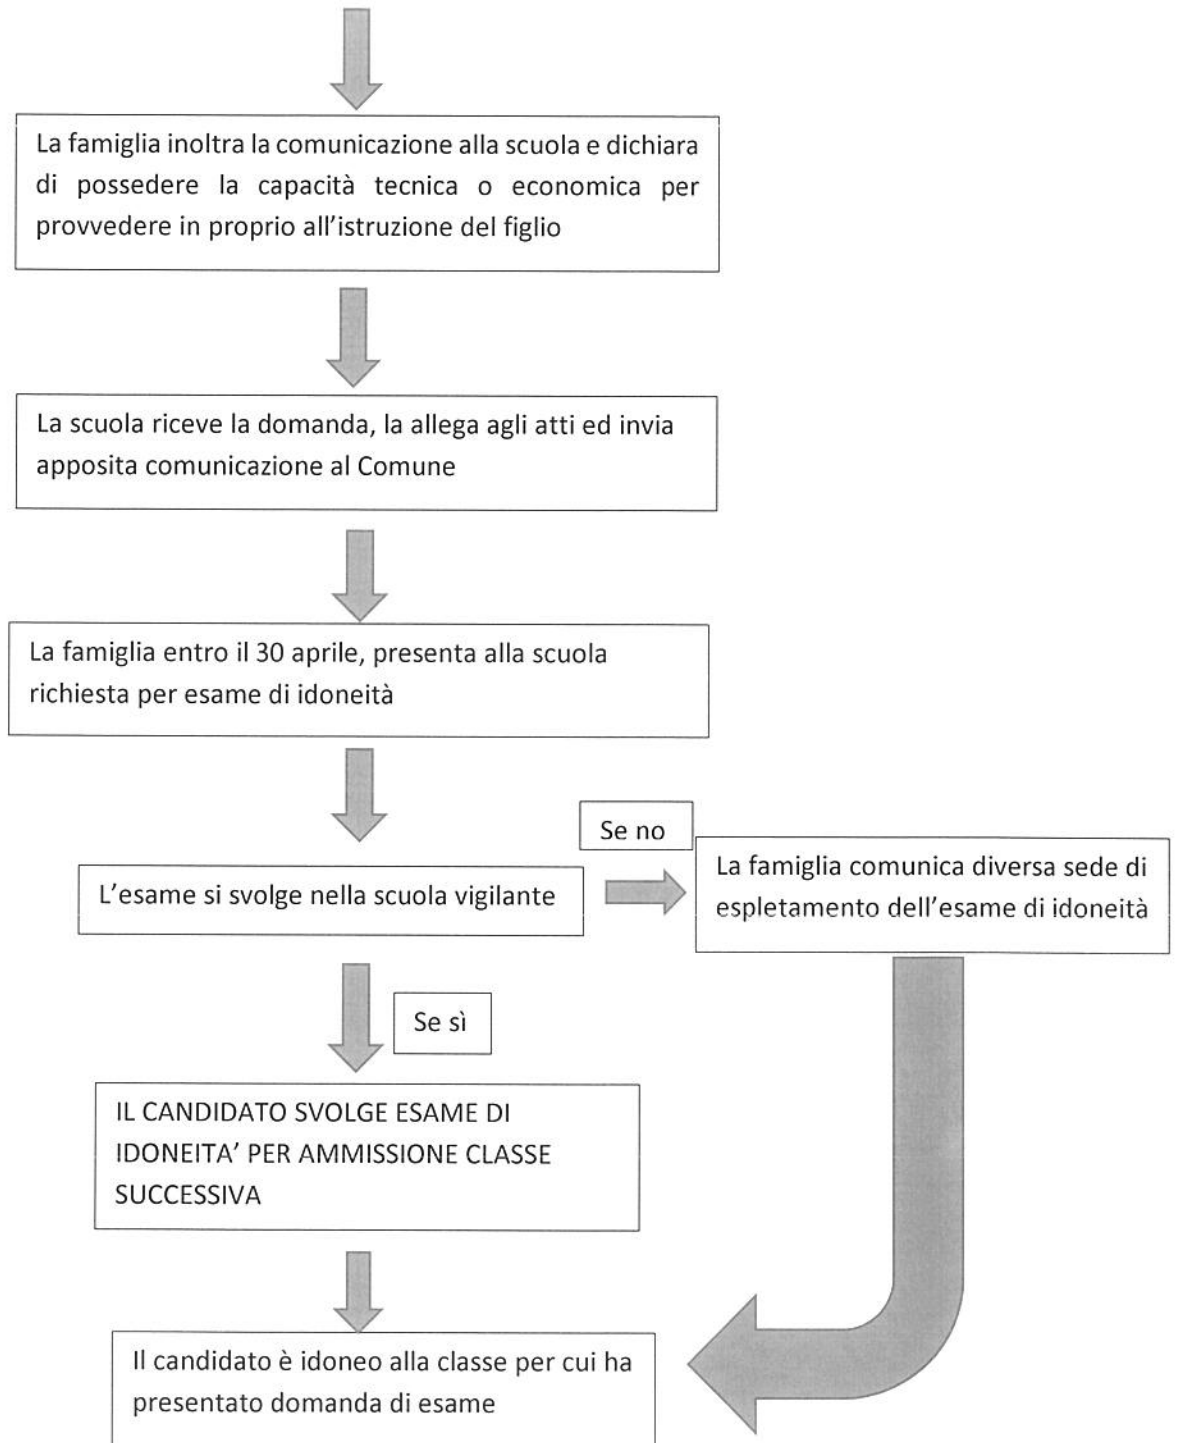 La famiglia inoltra la comunicazione alla scuola e dichiara
di possedere la capacità tecnica o economica per
provvedere in proprio all’istruzione del figlio
La scuola riceve la domanda, la allega agli atti ed invia
apposita comunicazione al Comune
La famiglia entro il 30 aprile, presenta alla scuola
richiesta per esame di idoneità
L’esame si svolge nella scuola vigilante
Se no
La famiglia comunica diversa sede di
espletamento dell’esame di idoneità
Se sì
IL CANDIDATO SVOLGE ESAME DI
IDONEITA’ PER AMMISSIONE CLASSE
SUCCESSIVA
Il candidato è idoneo alla classe per cui ha
presentato domanda di esame